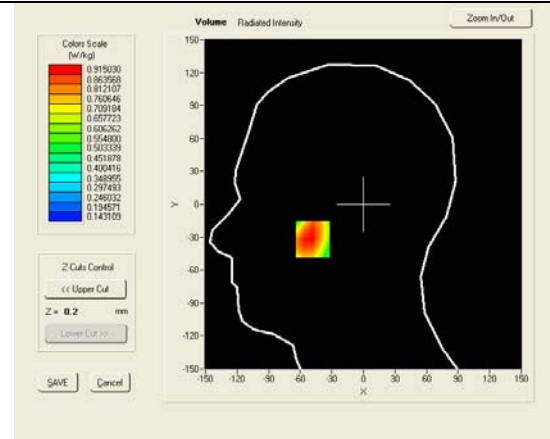 Volume Radiated Intensity
Zoom In/Out
Colors Scale
(W/kg)
0.915030
0.863568
0.812107
0.760646
0.709184
0.657723
0.606262
0.554800
0.503339
0.451878
0.400416
0.348955
0.297493
0.246032
0.194571
0.143109
Z-Cuts Control
<< Upper Cut
Z = 0.2 mm
Lower Cut >>
SAVE Cancel
150
120
90
60
30
0
-30
-60
-90
-120
-150
Y
-150 -120 -90 -60 -30 0 30 60 90 120 150
X